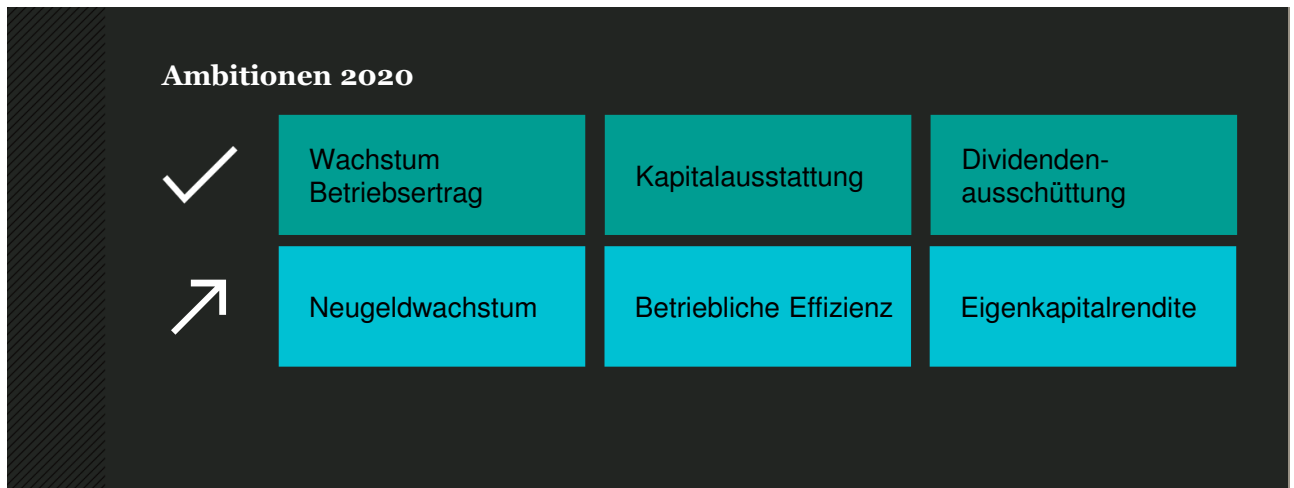 Ambitionen 2020
Wachstum
Betriebsertrag
Kapitalausstattung
Dividenden-
ausschüttung
Neugeldwachstum
Betriebliche Effizienz
Eigenkapitalrendite